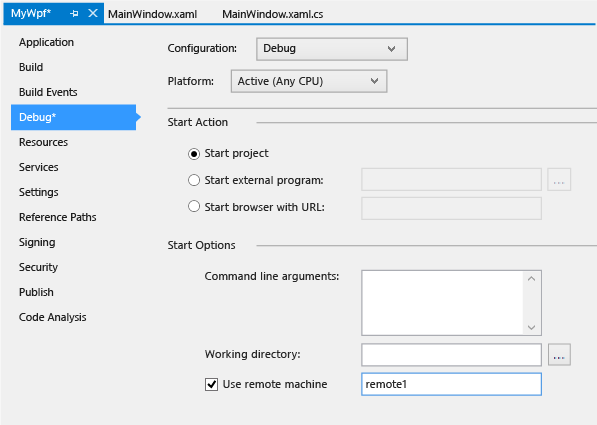 MyWpf* MainWindow.xaml MainWindow.xaml.cs
Application
Build
Build Events
Debug*
Resources
Services
Settings
Reference Paths
Signing
Security
Publish
Code Analysis
Configuration: Debug
Platform: Active (Any CPU)
Start Action
Start project
Start external program: ...
Start browser with URL:
Start Options
Command line arguments:
Working directory: ...
Use remote machine remote1